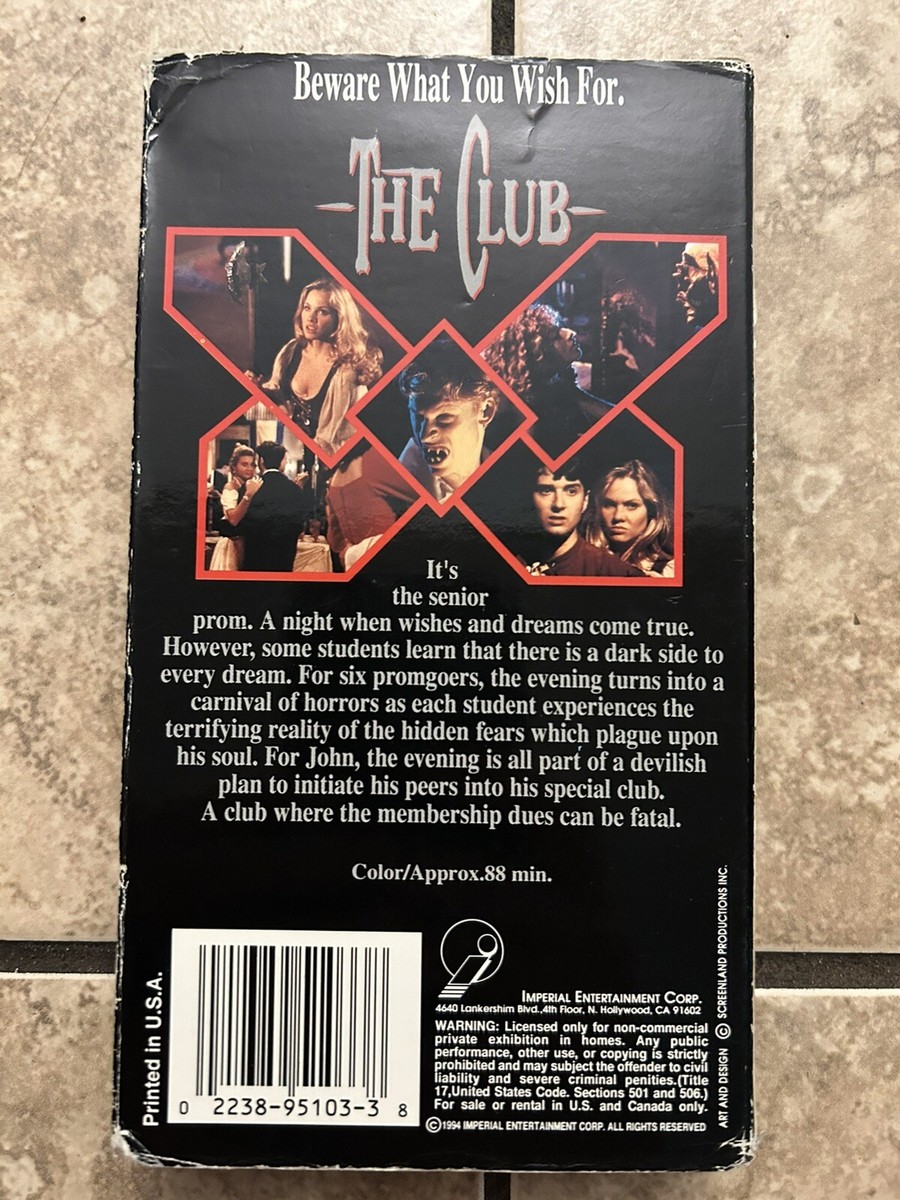 Beware What You Wish For.
THE CLUB
It's
the senior
prom. A night when wishes and dreams come true.
However, some students learn that there is a dark side to
every dream. For six promgoers, the evening turns into a
carnival of horrors as each student experiences the
terrifying reality of the hidden fears which plague upon
his soul. For John, the evening is all part of a devilish
plan to initiate his peers into his special club.
A club where the membership dues can be fatal.
Color/Approx.88 min.
Printed in U.S.A.
0 2238-95103-3 8
IMPERIAL ENTERTAINMENT CORP.
4640 Lankershim Blvd.,4th Floor, N. Hollywood, CA 91602
WARNING: Licensed only for non-commercial
private exhibition in homes. Any public
performance, other use, or copying is strictly
prohibited and may subject the offender to civil
liability and severe criminal penities.(Title
17,United States Code. Sections 501 and 506.)
For sale or rental in U.S. and Canada only.
©1994 IMPERIAL ENTERTAINMENT CORP. ALL RIGHTS RESERVED
ART AND DESIGN © SCREENLAND PRODUCTIONS INC.